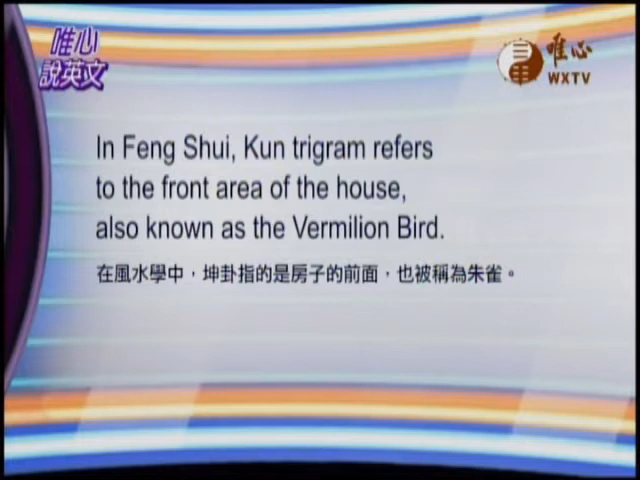 唯心
說英文
唯心
WXTV
In Feng Shui, Kun trigram refers
to the front area of the house,
also known as the Vermilion Bird.
在風水學中，坤卦指的是房子的前面，也被稱為朱雀。